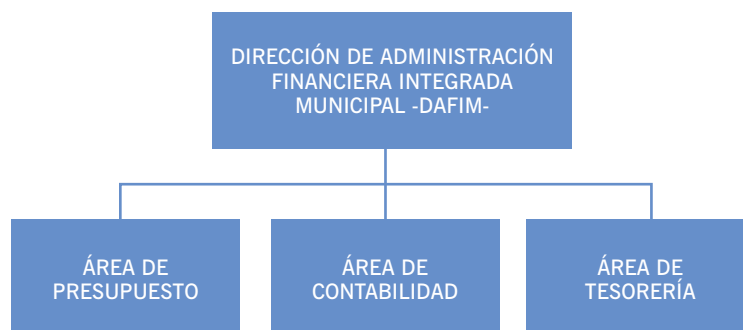 DIRECCIÓN DE ADMINISTRACIÓN
FINANCIERA INTEGRADA
MUNICIPAL -DAFIM-
ÁREA DE
PRESUPUESTO
ÁREA DE
CONTABILIDAD
ÁREA DE
TESORERÍA